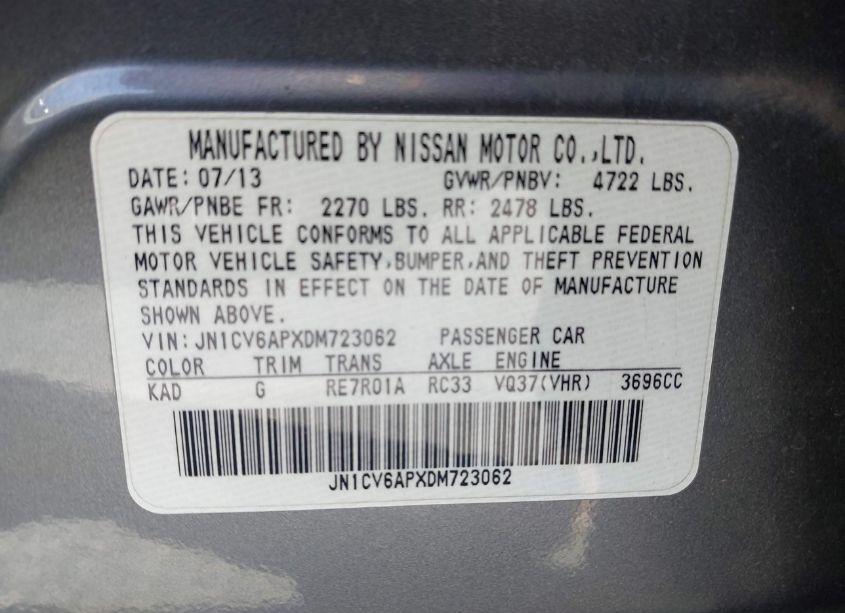 MANUFACTURED BY NISSAN MOTOR CO.,LTD.
DATE: 07/13 GVWR/PNBV: 4722 LBS.
GAWR/PNBE FR: 2270 LBS. RR: 2478 LBS.
THIS VEHICLE CONFORMS TO ALL APPLICABLE FEDERAL
MOTOR VEHICLE SAFETY,BUMPER,AND THEFT PREVENTION
STANDARDS IN EFFECT ON THE DATE OF MANUFACTURE
SHOWN ABOVE.
VIN: JN1CV6APXDM723062 PASSENGER CAR
COLOR TRIM TRANS AXLE ENGINE
KAD G RE7R01A RC33 VQ37(VHR) 3696CC
JN1CV6APXDM723062